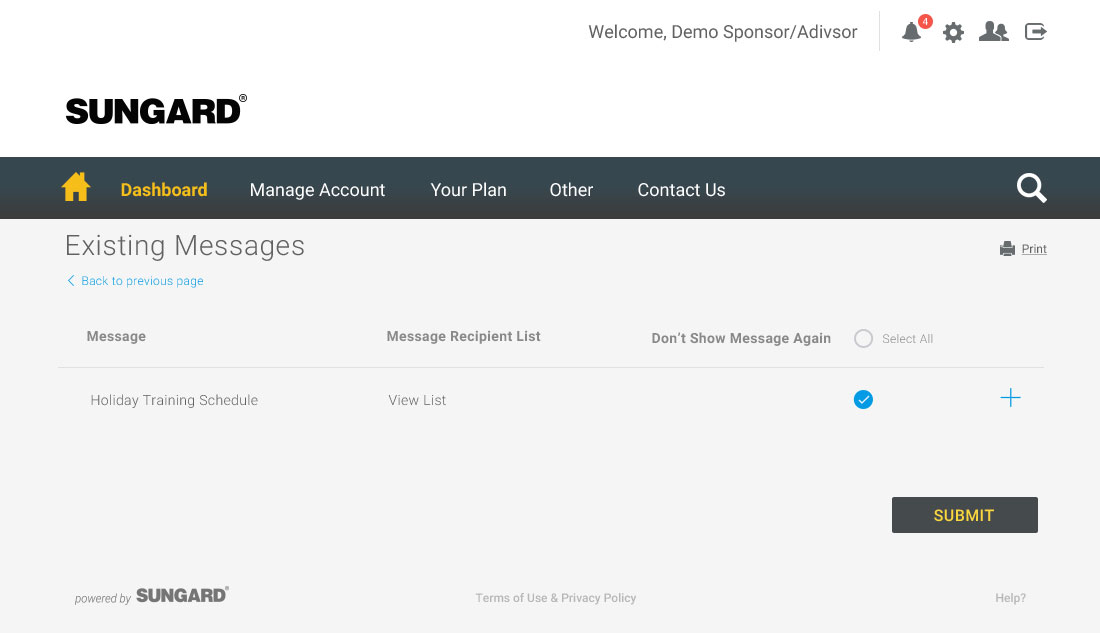 Welcome, Demo Sponsor/Adivsor
4
SUNGARD®
Dashboard Manage Account Your Plan Other Contact Us
Existing Messages
Print
Back to previous page
Message Message Recipient List Don't Show Message Again Select All
Holiday Training Schedule View List
SUBMIT
powered by SUNGARD® Terms of Use & Privacy Policy Help?